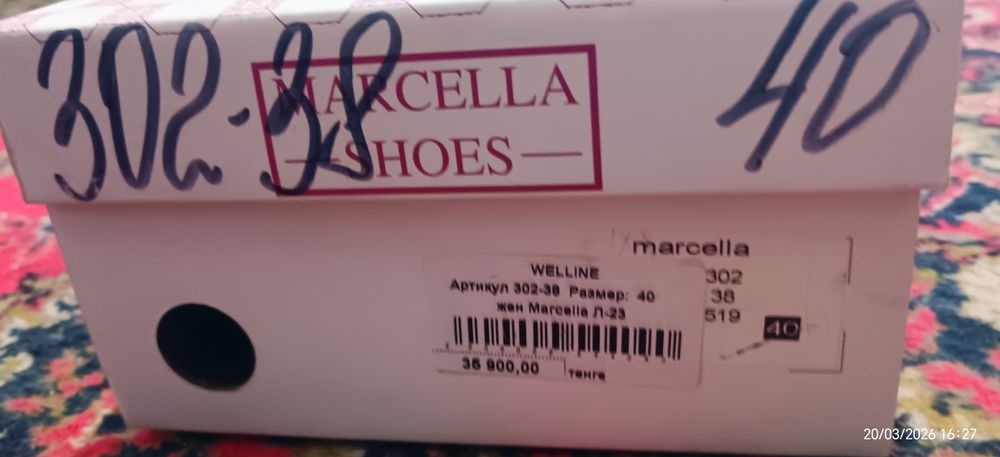 302-38
40
MARCELLA
SHOES
marcella
302
38
519
40
WELLINE
Артикул 302-38 Размер: 40
жен Marcella Л-23
35 900,00
тенге
20/03/2026 16:27